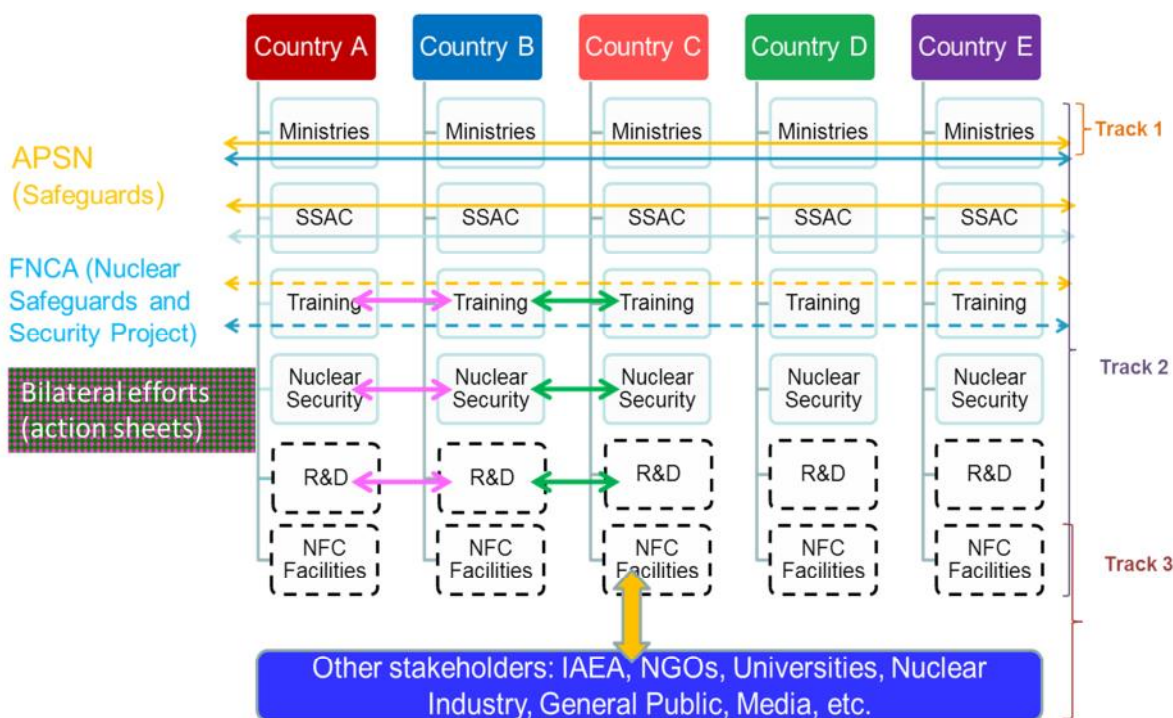 Country A
Country B
Country C
Country D
Country E
Ministries
Ministries
Ministries
Ministries
Ministries
Track 1
APSN
(Safeguards)
SSAC
SSAC
SSAC
SSAC
SSAC
FNCA (Nuclear
Safeguards and
Security Project)
Training
Training
Training
Training
Training
Track 2
Bilateral efforts
(action sheets)
Nuclear
Security
Nuclear
Security
Nuclear
Security
Nuclear
Security
Nuclear
Security
R&D
R&D
R&D
R&D
R&D
NFC
Facilities
NFC
Facilities
NFC
Facilities
NFC
Facilities
NFC
Facilities
Track 3
Other stakeholders: IAEA, NGOs, Universities, Nuclear
Industry, General Public, Media, etc.